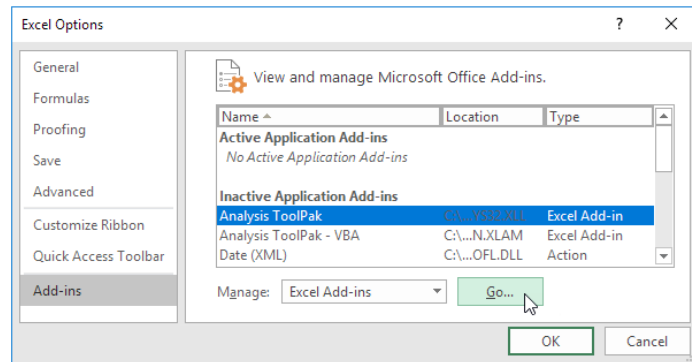 Excel Options ? ×
General
Formulas
Proofing
Save
Advanced
Customize Ribbon
Quick Access Toolbar
Add-ins
View and manage Microsoft Office Add-ins.
Name Location Type
Active Application Add-ins
No Active Application Add-ins
Inactive Application Add-ins
Analysis ToolPak C:\...YS32.XLL Excel Add-in
Analysis ToolPak - VBA C:\...N.XLAM Excel Add-in
Date (XML) C:\...OFL.DLL Action
Manage: Excel Add-ins Go...
OK Cancel